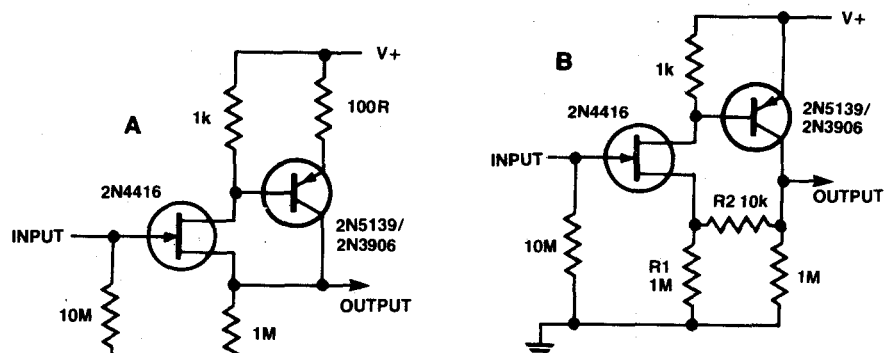 A
V+
1k
100R
2N4416
INPUT
2N5139/
2N3906
10M
OUTPUT
1M
B
V+
1k
2N4416
2N5139/
2N3906
INPUT
R2 10k
OUTPUT
10M
R1
1M
1M